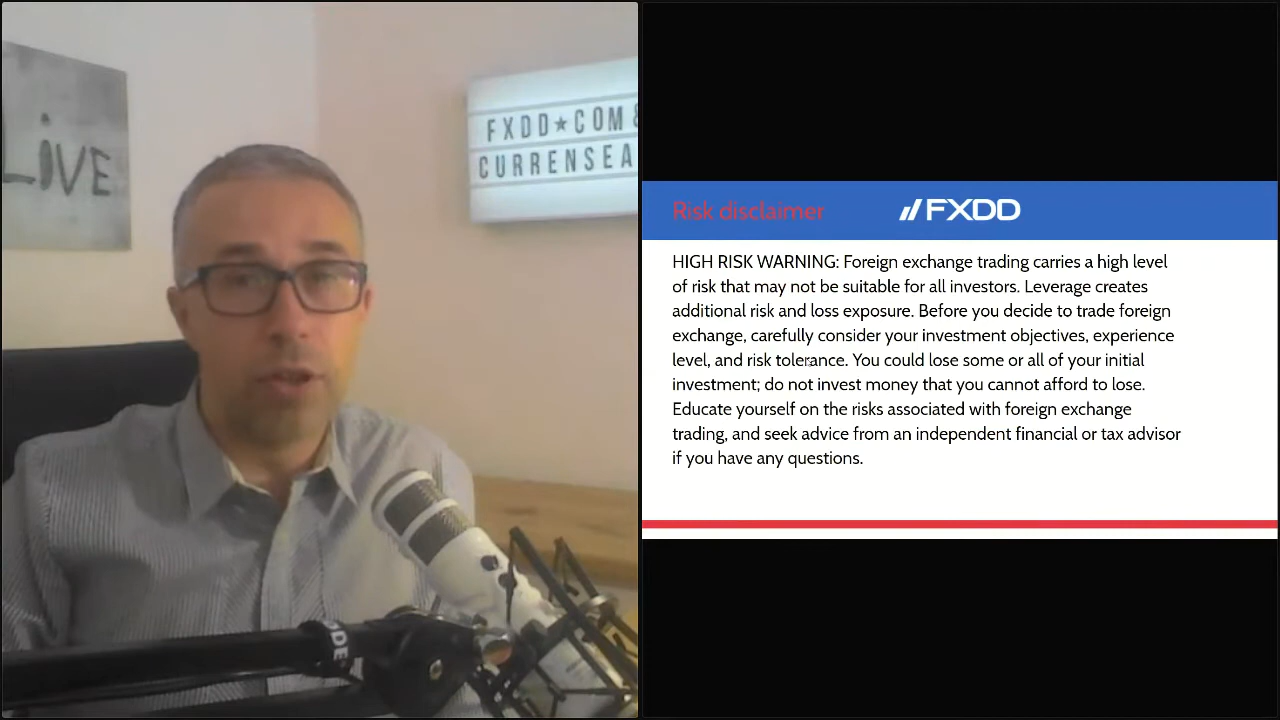 LiVE
FXDD★COM &
CURRENSEA
RODE
Risk disclaimer
FXDD
HIGH RISK WARNING: Foreign exchange trading carries a high level
of risk that may not be suitable for all investors. Leverage creates
additional risk and loss exposure. Before you decide to trade foreign
exchange, carefully consider your investment objectives, experience
level, and risk tolerance. You could lose some or all of your initial
investment; do not invest money that you cannot afford to lose.
Educate yourself on the risks associated with foreign exchange
trading, and seek advice from an independent financial or tax advisor
if you have any questions.